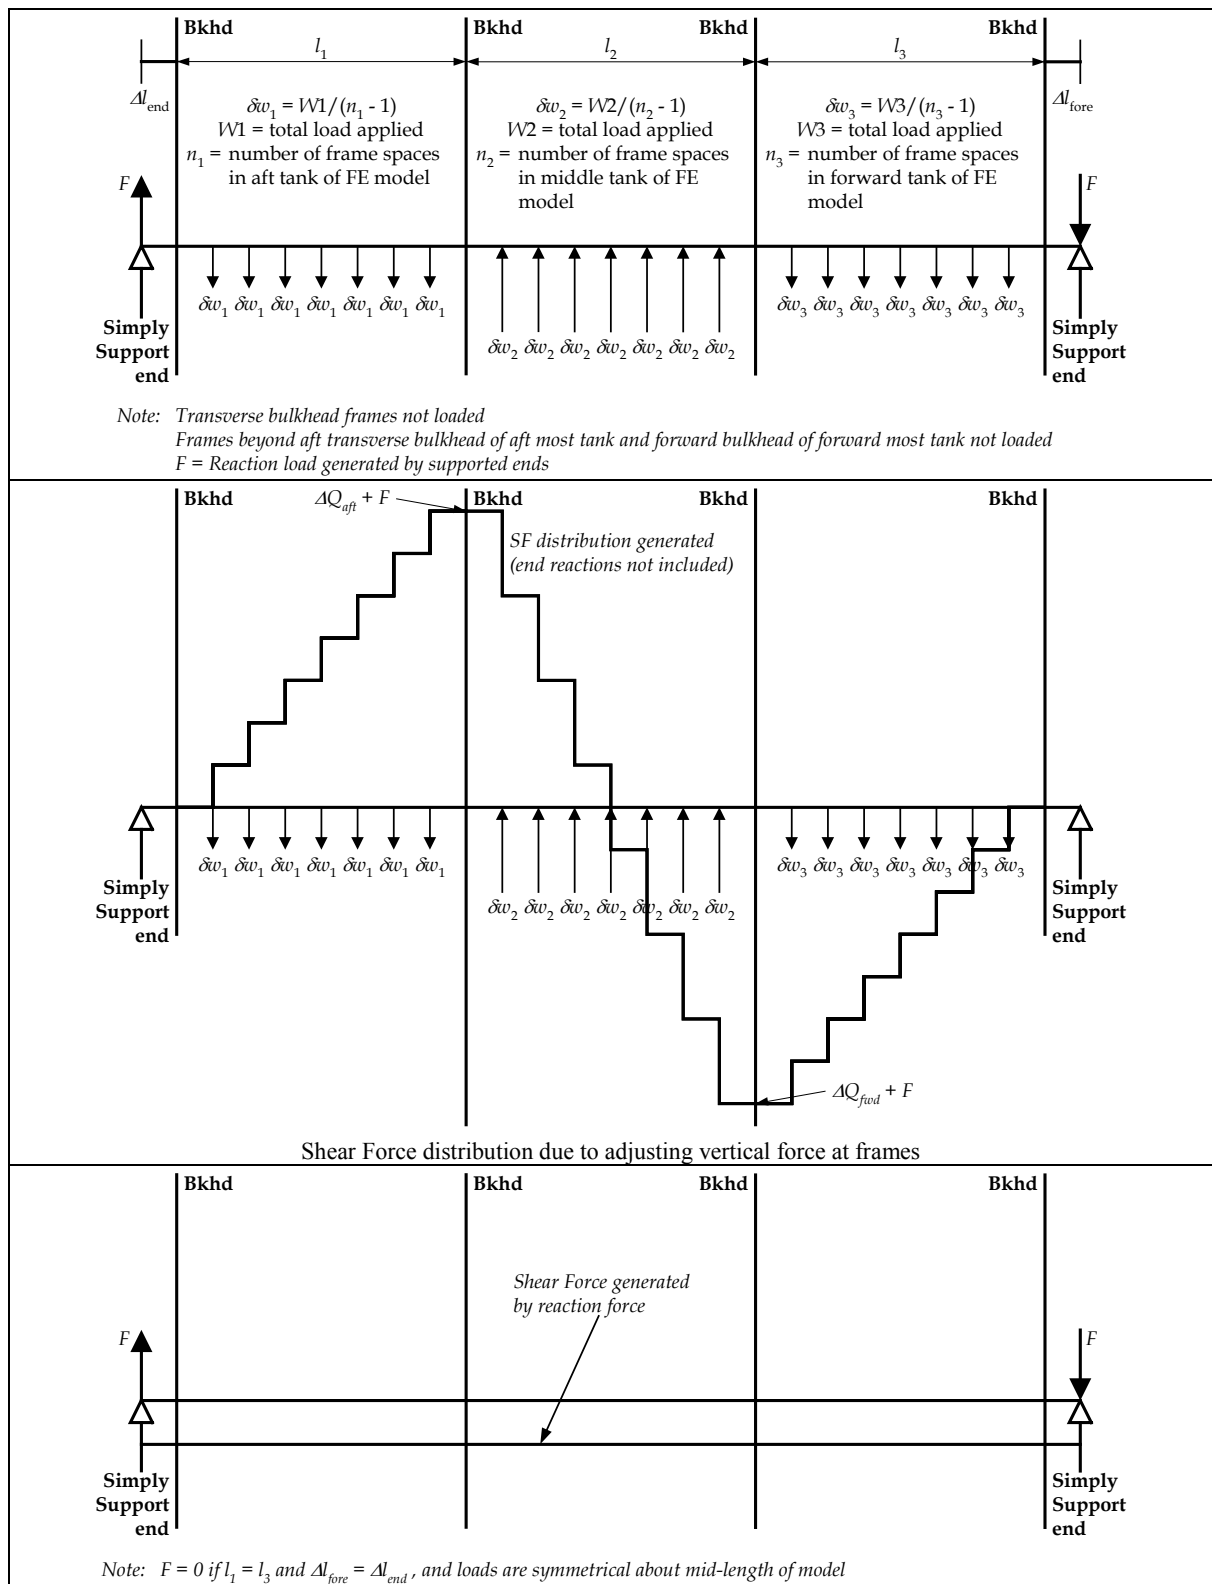 Bkhd Bkhd Bkhd Bkhd
l1 l2 l3
Δlend Δlfore
δw1 = W1/(n1 - 1)
W1 = total load applied
n1 = number of frame spaces
in aft tank of FE model
δw2 = W2/(n2 - 1)
W2 = total load applied
n2 = number of frame spaces
in middle tank of FE
model
δw3 = W3/(n3 - 1)
W3 = total load applied
n3 = number of frame spaces
in forward tank of FE
model
F F
δw1 δw1 δw1 δw1 δw1 δw1 δw1
δw2 δw2 δw2 δw2 δw2 δw2 δw2
δw3 δw3 δw3 δw3 δw3 δw3 δw3
Simply
Support
end
Simply
Support
end
Note: Transverse bulkhead frames not loaded
Frames beyond aft transverse bulkhead of aft most tank and forward bulkhead of forward most tank not loaded
F = Reaction load generated by supported ends
Bkhd Bkhd Bkhd Bkhd
ΔQaft + F
SF distribution generated
(end reactions not included)
δw1 δw1 δw1 δw1 δw1 δw1 δw1
δw2 δw2 δw2 δw2 δw2 δw2 δw2
δw3 δw3 δw3 δw3 δw3 δw3 δw3
Simply
Support
end
Simply
Support
end
ΔQfwd + F
Shear Force distribution due to adjusting vertical force at frames
Bkhd Bkhd Bkhd Bkhd
Shear Force generated
by reaction force
F F
Simply
Support
end
Simply
Support
end
Note: F = 0 if l1 = l3 and Δlfore = Δlend , and loads are symmetrical about mid-length of model